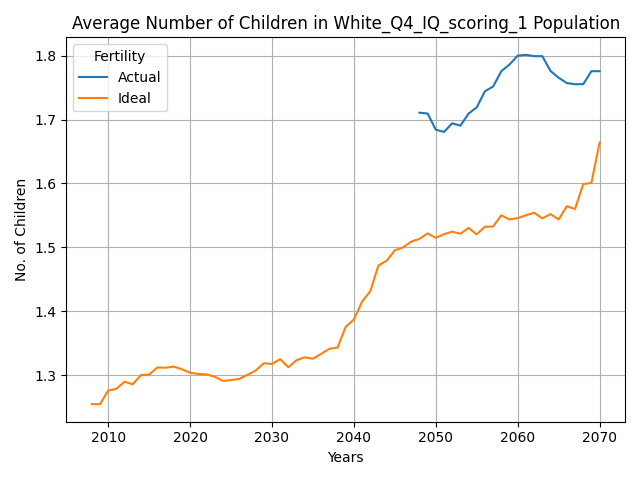 Average Number of Children in White_Q4_IQ_scoring_1 Population
Fertility
Actual
Ideal
1.8
1.7
1.6
1.5
1.4
1.3
No. of Children
2010 2020 2030 2040 2050 2060 2070
Years